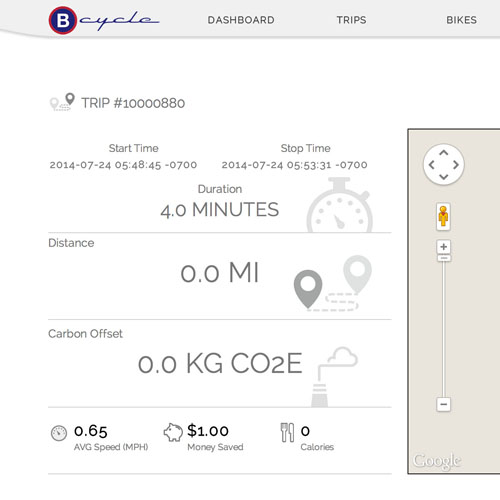 B cycle DASHBOARD TRIPS BIKES
TRIP #10000880
Start Time Stop Time
2014-07-24 05:48:45 -0700 2014-07-24 05:53:31 -0700
Duration
4.0 MINUTES
Distance
0.0 MI
Carbon Offset
0.0 KG CO2E
0.65 $1.00 0
AVG Speed (MPH) Money Saved Calories
Google